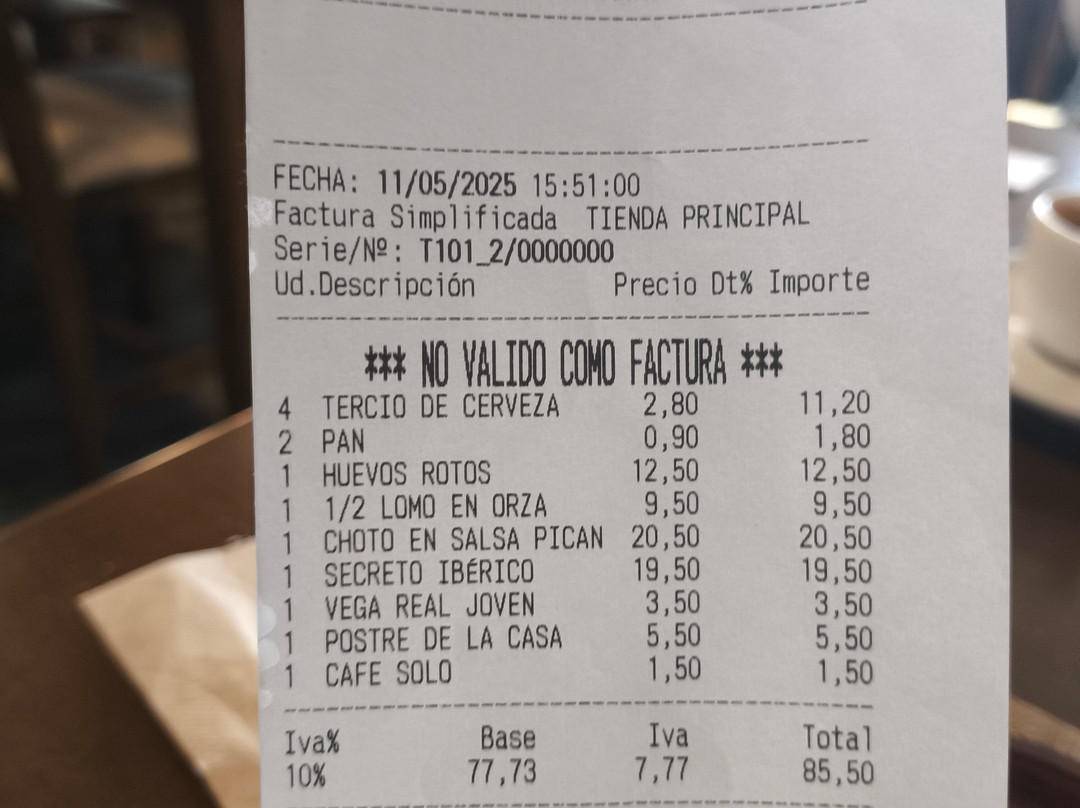 FECHA: 11/05/2025 15:51:00
Factura Simplificada TIENDA PRINCIPAL
Serie/Nº: T101_2/0000000
Ud.Descripción Precio Dt% Importe
*** NO VALIDO COMO FACTURA ***
4 TERCIO DE CERVEZA 2,80 11,20
2 PAN 0,90 1,80
1 HUEVOS ROTOS 12,50 12,50
1 1/2 LOMO EN ORZA 9,50 9,50
1 CHOTO EN SALSA PICAN 20,50 20,50
1 SECRETO IBÉRICO 19,50 19,50
1 VEGA REAL JOVEN 3,50 3,50
1 POSTRE DE LA CASA 5,50 5,50
1 CAFE SOLO 1,50 1,50
Iva% Base Iva Total
10% 77,73 7,77 85,50